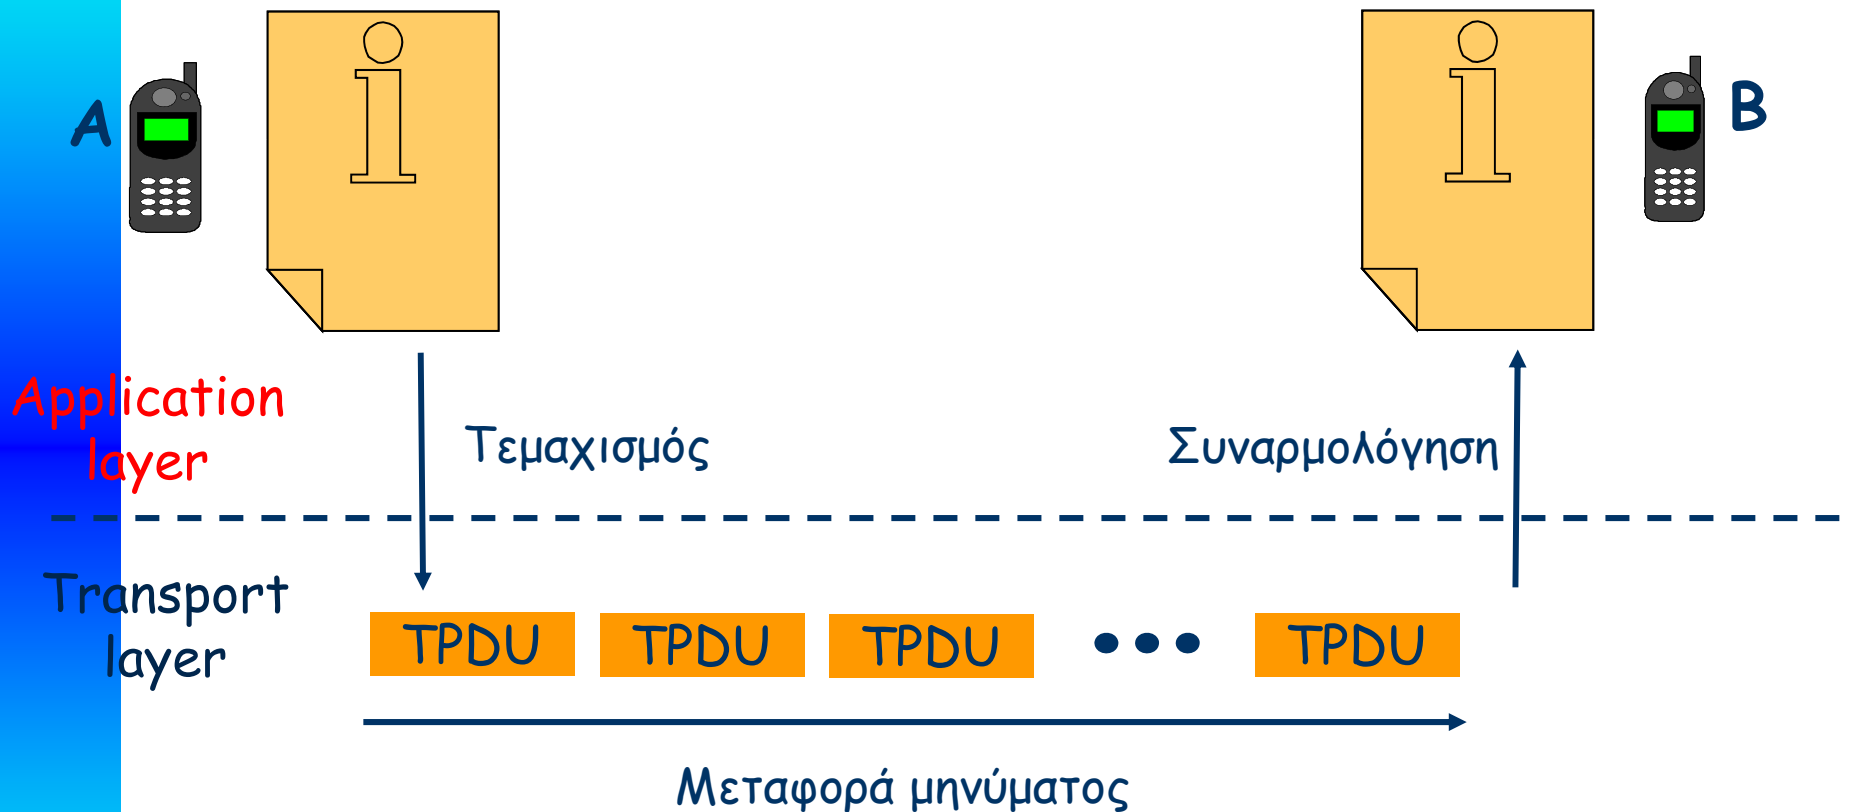 A
i
i
B
Application
layer
Τεμαχισμός
Συναρμολόγηση
Transport
layer
TPDU TPDU TPDU ••• TPDU
Μεταφορά μηνύματος